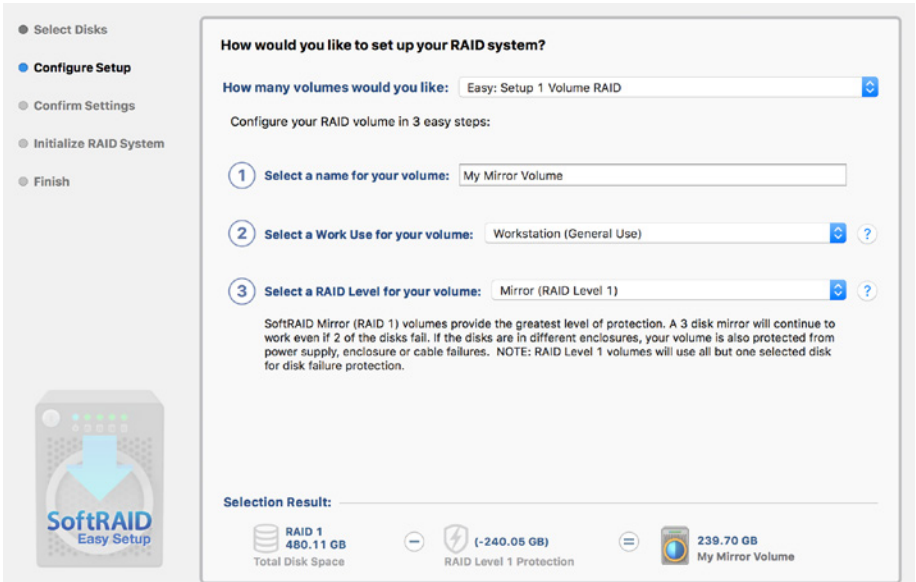 Select Disks
Configure Setup
Confirm Settings
Initialize RAID System
Finish
How would you like to set up your RAID system?
How many volumes would you like: Easy: Setup 1 Volume RAID
Configure your RAID volume in 3 easy steps:
1 Select a name for your volume: My Mirror Volume
2 Select a Work Use for your volume: Workstation (General Use) ?
3 Select a RAID Level for your volume: Mirror (RAID Level 1) ?
SoftRAID Mirror (RAID 1) volumes provide the greatest level of protection. A 3 disk mirror will continue to
work even if 2 of the disks fail. If the disks are in different enclosures, your volume is also protected from
power supply, enclosure or cable failures. NOTE: RAID Level 1 volumes will use all but one selected disk
for disk failure protection.
SoftRAID
Easy Setup
Selection Result:
RAID 1
480.11 GB
Total Disk Space
−
(-240.05 GB)
RAID Level 1 Protection
=
239.70 GB
My Mirror Volume